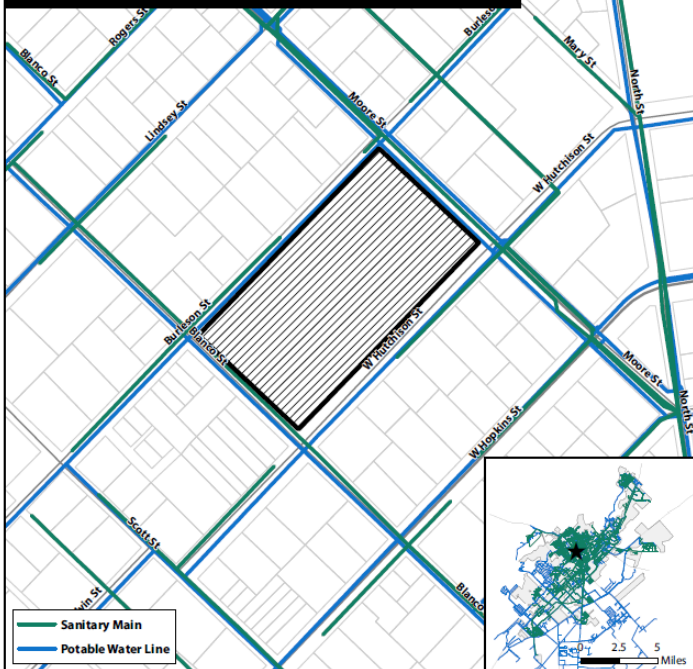 Rogers St
Burleson
Blanco St
Mary St
North St
Lindsey St
Moore St
W Hutchison St
Burleson St
Blanco St
W Hutchison St
Moore St
North St
W Hopkins St
Scott St
Blanco
Sanitary Main
Potable Water Line
0 2.5 5
Miles